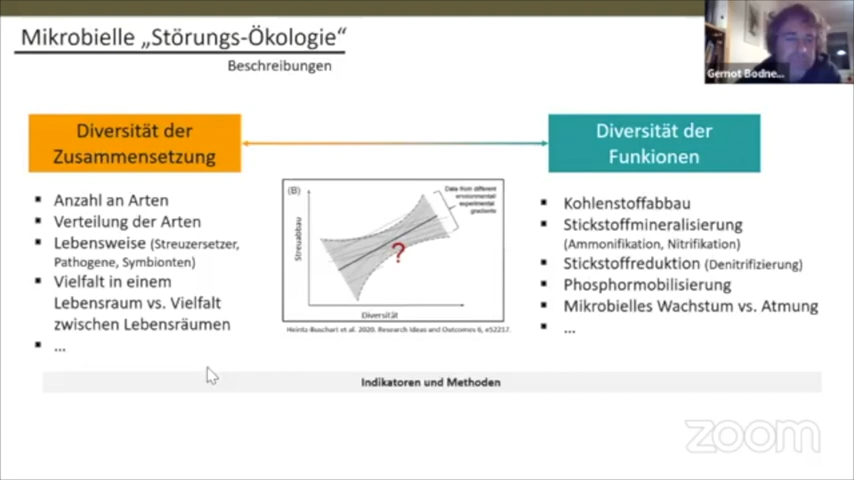 Mikrobielle „Störungs-Ökologie“
Beschreibungen
Gernot Bodne...
Diversität der
Zusammensetzung
Diversität der
Funkionen
▪ Anzahl an Arten
▪ Verteilung der Arten
▪ Lebensweise (Streuzersetzer,
Pathogene, Symbionten)
▪ Vielfalt in einem
Lebensraum vs. Vielfalt
zwischen Lebensräumen
▪ ...
(B)
Data from different
environmental/
experimental
gradients
Streuabbau
?
Diversität
Heintz-Buschart et al. 2020. Research Ideas and Outcomes 6, e52217.
▪ Kohlenstoffabbau
▪ Stickstoffmineralisierung
(Ammonifikation, Nitrifikation)
▪ Stickstoffreduktion (Denitrifizierung)
▪ Phosphormobilisierung
▪ Mikrobielles Wachstum vs. Atmung
▪ ...
Indikatoren und Methoden
zoom